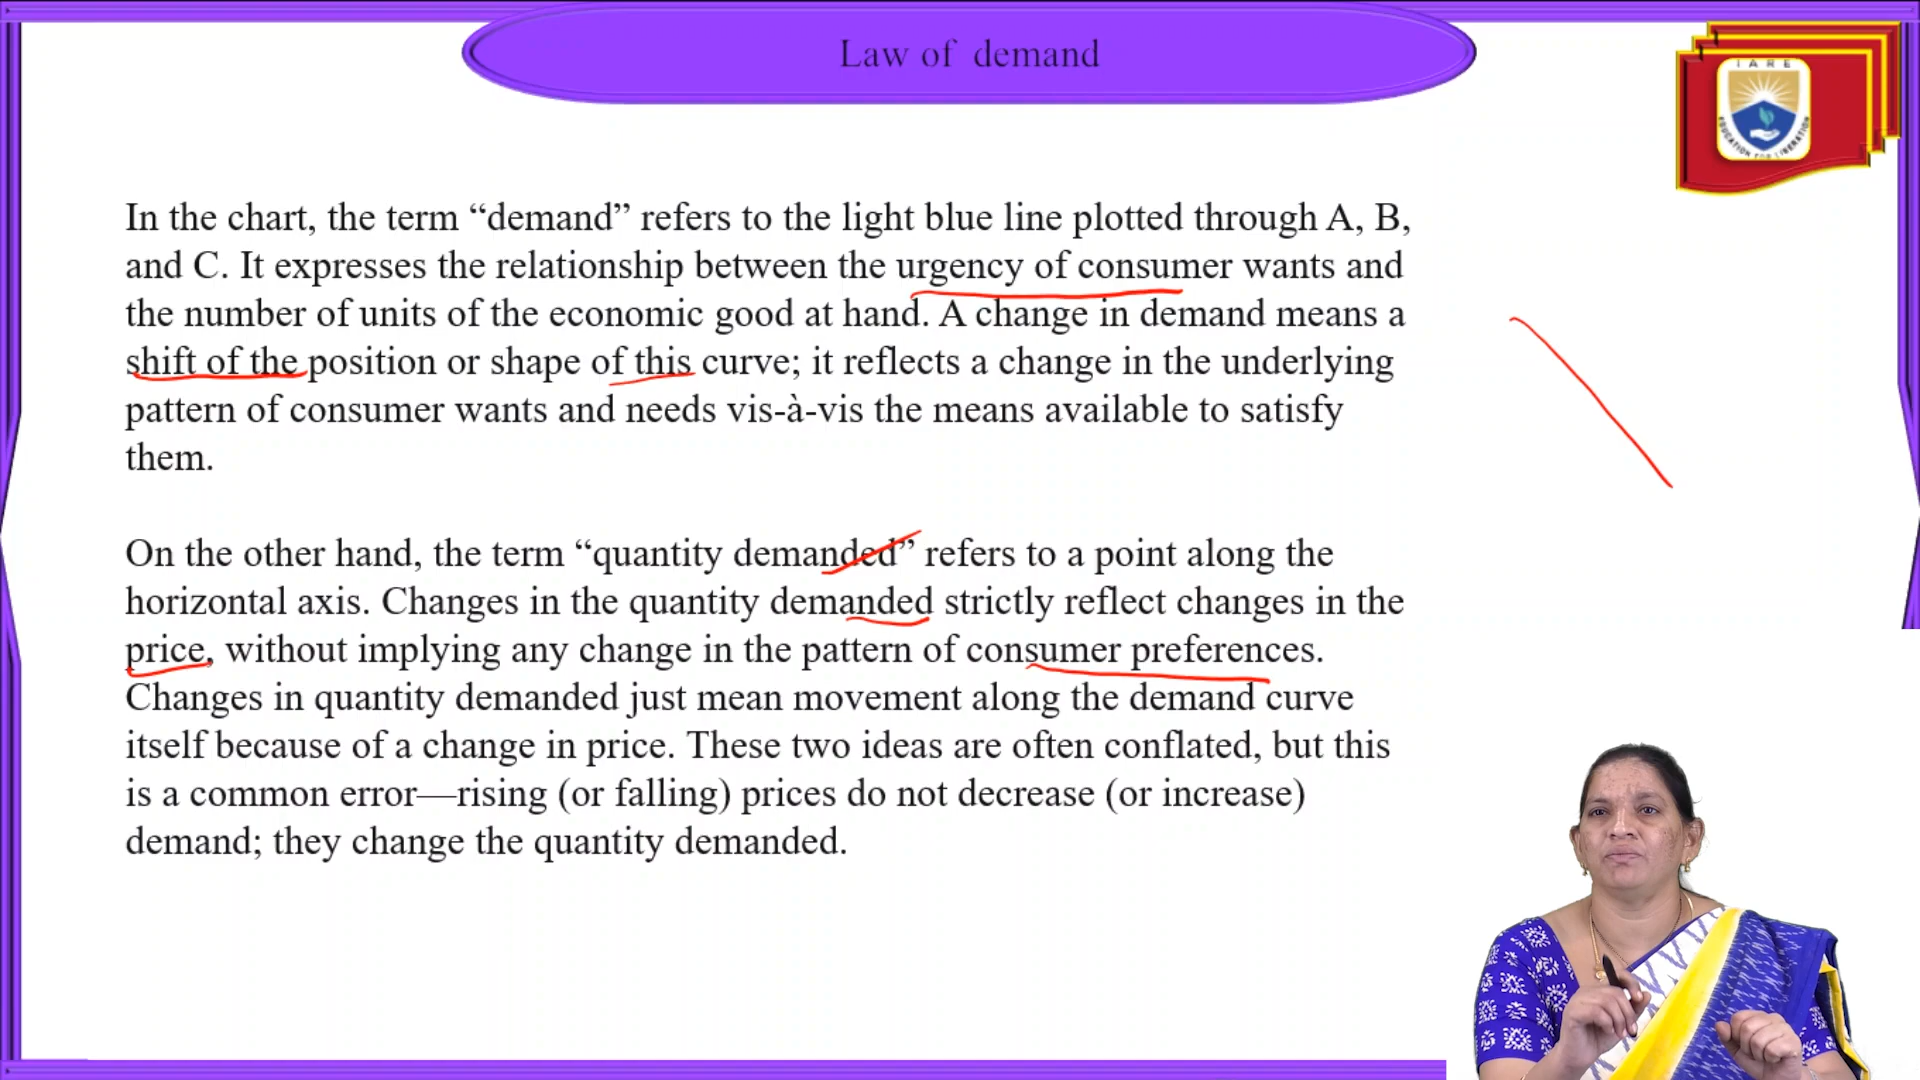 Law of demand
IARE
EDUCATION FOR LIBERATION
In the chart, the term “demand” refers to the light blue line plotted through A, B,
and C. It expresses the relationship between the urgency of consumer wants and
the number of units of the economic good at hand. A change in demand means a
shift of the position or shape of this curve; it reflects a change in the underlying
pattern of consumer wants and needs vis-à-vis the means available to satisfy
them.
On the other hand, the term “quantity demanded” refers to a point along the
horizontal axis. Changes in the quantity demanded strictly reflect changes in the
price, without implying any change in the pattern of consumer preferences.
Changes in quantity demanded just mean movement along the demand curve
itself because of a change in price. These two ideas are often conflated, but this
is a common error—rising (or falling) prices do not decrease (or increase)
demand; they change the quantity demanded.